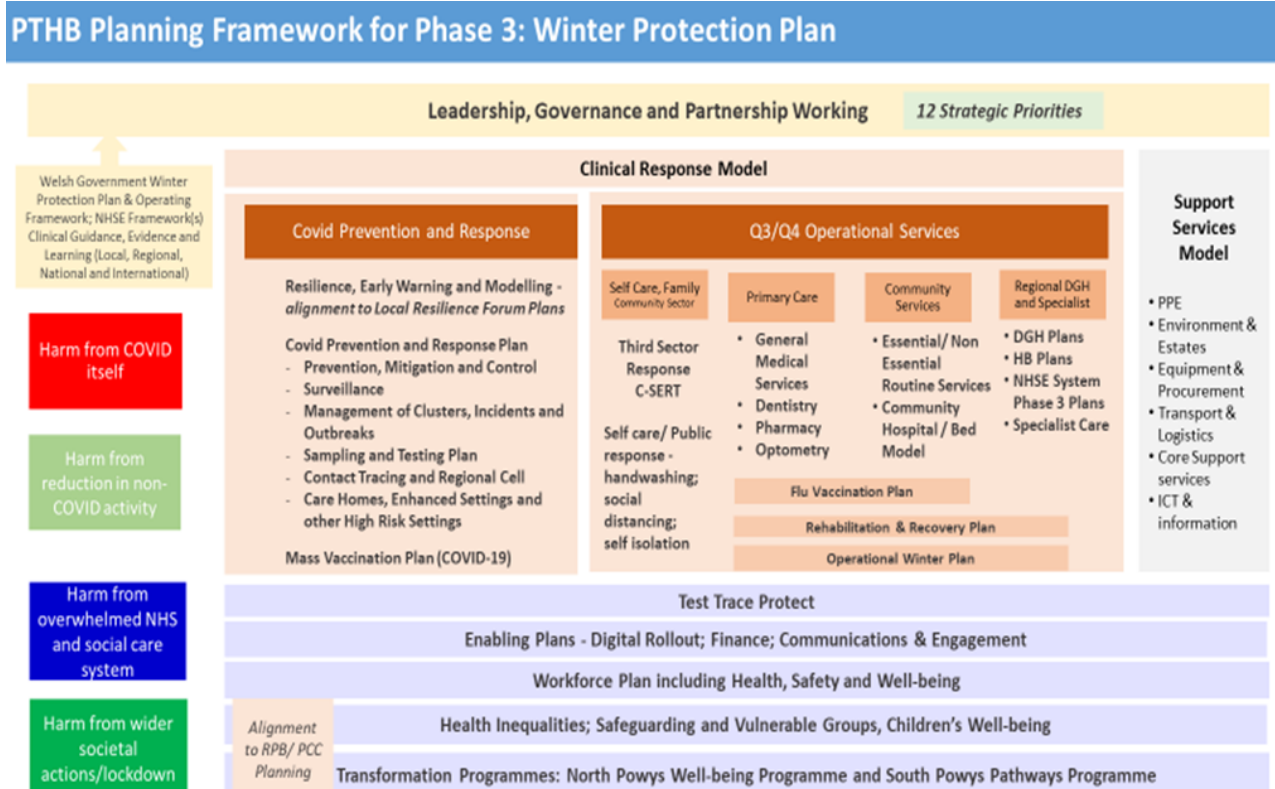 PTHB Planning Framework for Phase 3: Winter Protection Plan
Leadership, Governance and Partnership Working
12 Strategic Priorities
Welsh Government Winter
Protection Plan & Operating
Framework; NHSE Framework(s)
Clinical Guidance, Evidence and
Learning (Local, Regional,
National and International)
Harm from COVID
itself
Harm from
reduction in non-
COVID activity
Harm from
overwhelmed NHS
and social care
system
Harm from wider
societal
actions/lockdown
Clinical Response Model
Covid Prevention and Response
Resilience, Early Warning and Modelling -
alignment to Local Resilience Forum Plans
Covid Prevention and Response Plan
- Prevention, Mitigation and Control
- Surveillance
- Management of Clusters, Incidents and
Outbreaks
- Sampling and Testing Plan
- Contact Tracing and Regional Cell
- Care Homes, Enhanced Settings and
other High Risk Settings
Mass Vaccination Plan (COVID-19)
Q3/Q4 Operational Services
Self Care, Family
Community Sector
Third Sector
Response
C-SERT
Self care/ Public
response -
handwashing;
social
distancing;
self isolation
Primary Care
• General
Medical
Services
• Dentistry
• Pharmacy
• Optometry
Community
Services
• Essential/ Non
Essential
Routine Services
• Community
Hospital / Bed
Model
Regional DGH
and Specialist
• DGH Plans
• HB Plans
• NHSE System
Phase 3 Plans
• Specialist Care
Flu Vaccination Plan
Rehabilitation & Recovery Plan
Operational Winter Plan
Support
Services
Model
• PPE
• Environment &
Estates
• Equipment &
Procurement
• Transport &
Logistics
• Core Support
services
• ICT &
information
Test Trace Protect
Enabling Plans - Digital Rollout; Finance; Communications & Engagement
Workforce Plan including Health, Safety and Well-being
Alignment
to RPB/ PCC
Planning
Health Inequalities; Safeguarding and Vulnerable Groups, Children's Well-being
Transformation Programmes: North Powys Well-being Programme and South Powys Pathways Programme